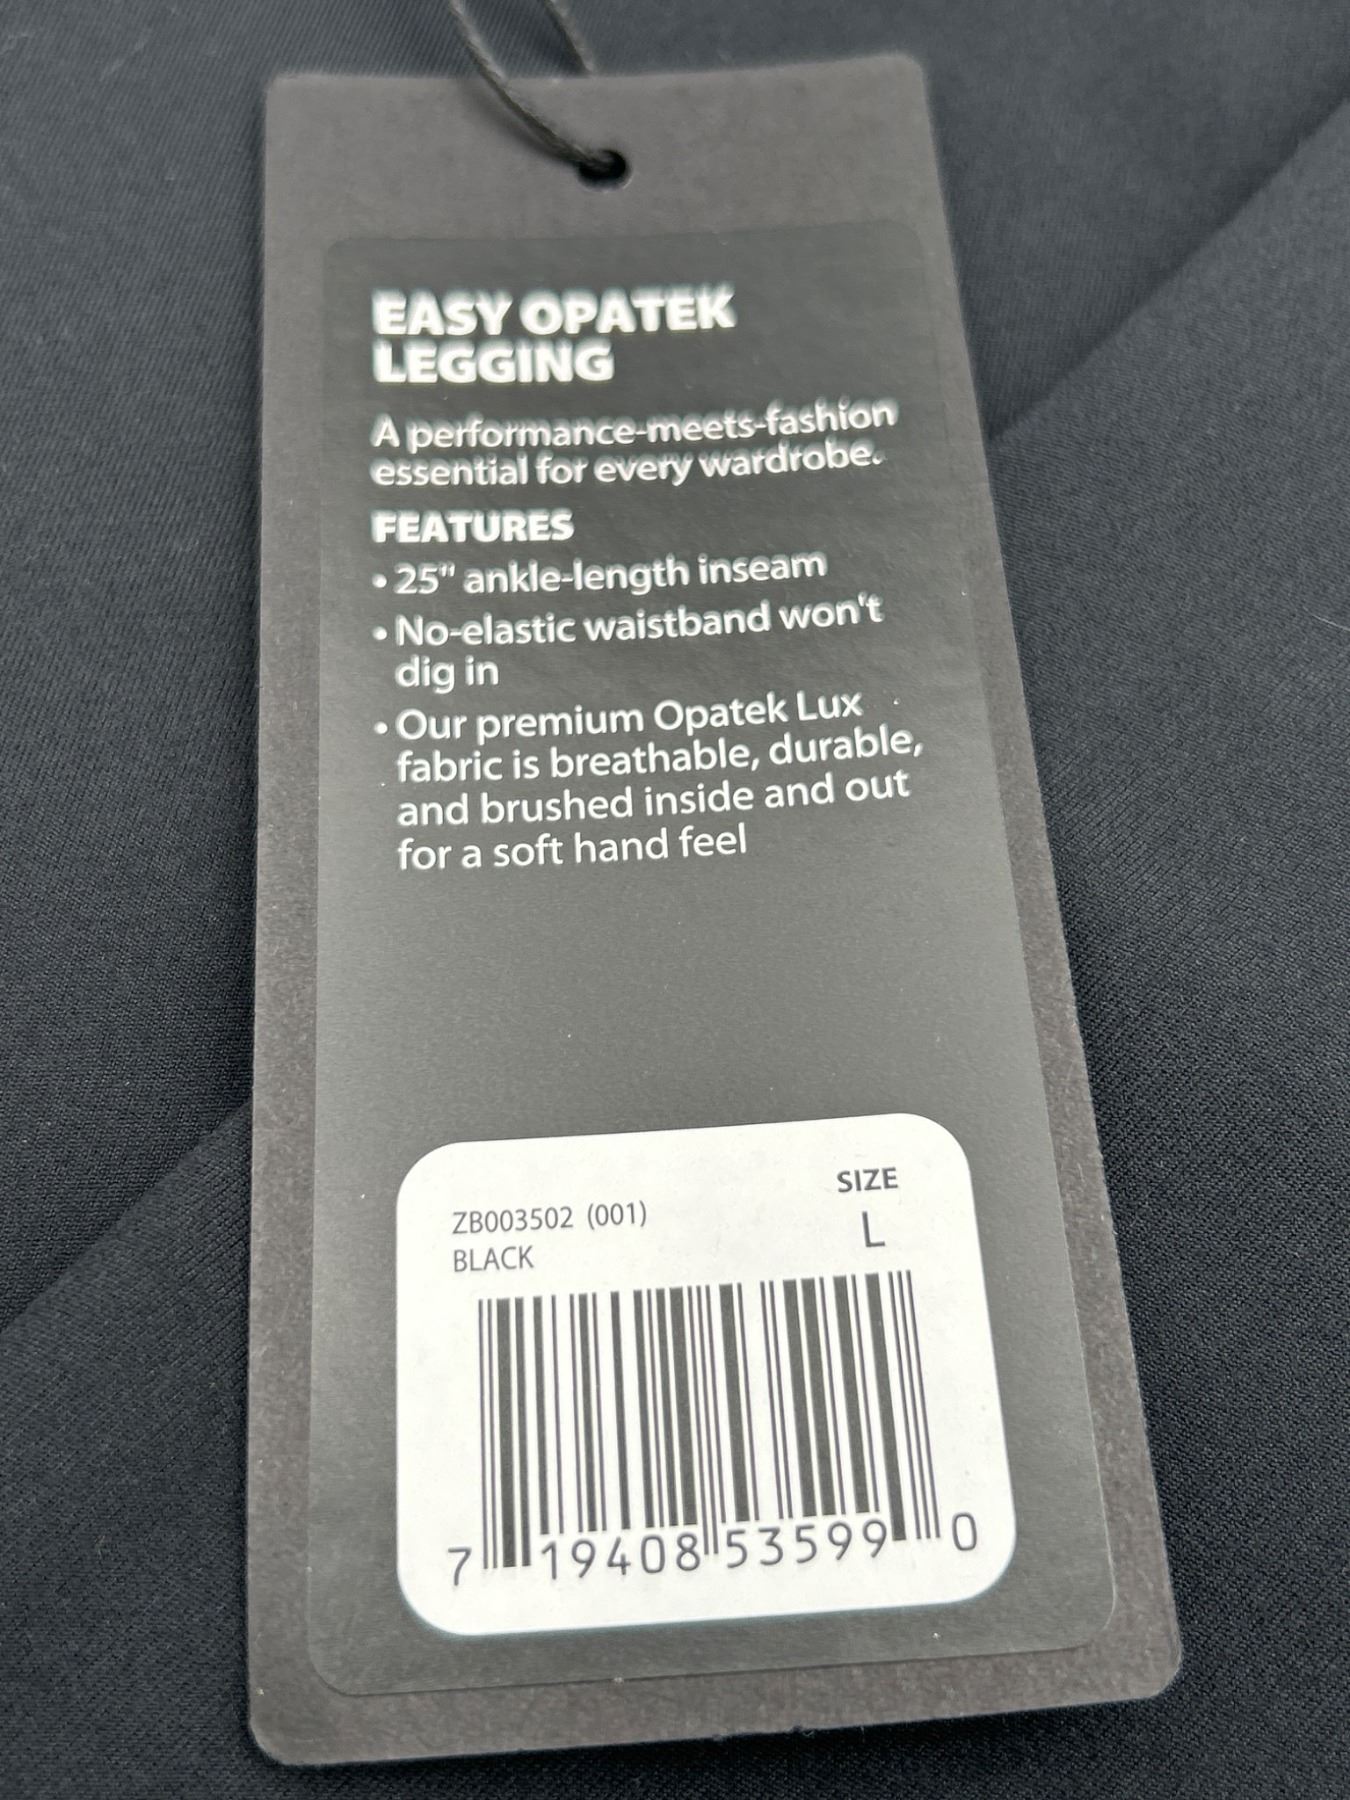 EASY OPATEK
LEGGING
A performance-meets-fashion
essential for every wardrobe.
FEATURES
• 25" ankle-length inseam
• No-elastic waistband won't
dig in
• Our premium Opatek Lux
fabric is breathable, durable,
and brushed inside and out
for a soft hand feel
SIZE
ZB003502 (001) L
BLACK
7 19408 53599 0